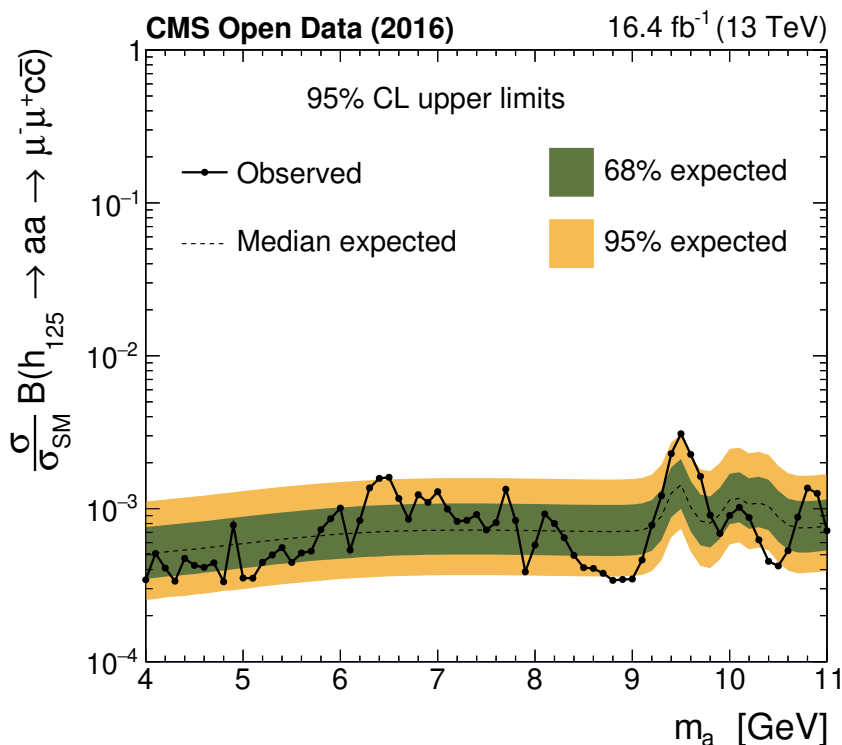 CMS Open Data (2016) 16.4 fb⁻¹ (13 TeV)
95% CL upper limits
Observed 68% expected
Median expected 95% expected
σ/σ_SM B(h₁₂₅ → aa → μ⁻μ⁺cc̅)
1
10⁻¹
10⁻²
10⁻³
10⁻⁴
4 5 6 7 8 9 10 11
mₐ [GeV]